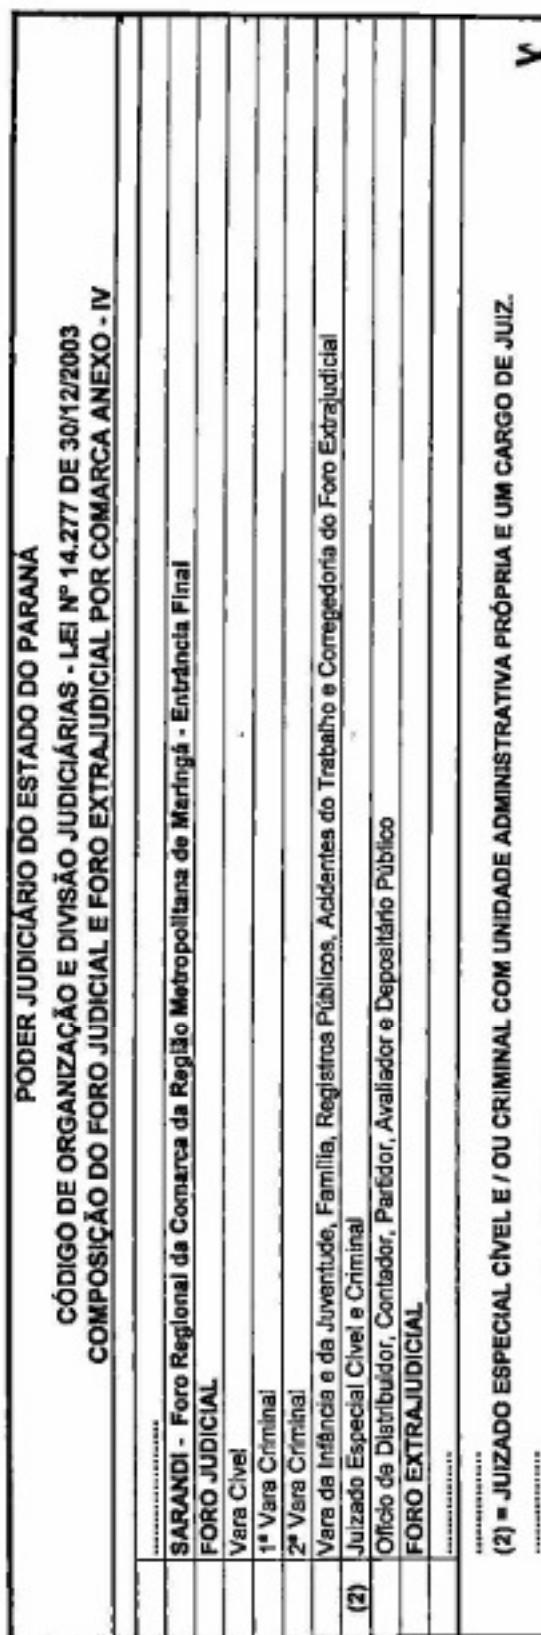 PODER JUDICIÁRIO DO ESTADO DO PARANÁ
CÓDIGO DE ORGANIZAÇÃO E DIVISÃO JUDICIÁRIAS - LEI Nº 14.277 DE 30/12/2003
COMPOSIÇÃO DO FORO JUDICIAL E FORO EXTRAJUDICIAL POR COMARCA ANEXO - IV
..................
SARANDI - Foro Regional da Comarca da Região Metropolitana de Maringá - Entrância Final
FORO JUDICIAL
Vara Cível
1ª Vara Criminal
2ª Vara Criminal
Vara da Infância e da Juventude, Família, Registros Públicos, Acidentes do Trabalho e Corregedoria do Foro Extrajudicial
(2) Juizado Especial Cível e Criminal
Ofício de Distribuidor, Contador, Partidor, Avaliador e Depositário Público
FORO EXTRAJUDICIAL
..................
..................
(2) = JUIZADO ESPECIAL CÍVEL E / OU CRIMINAL COM UNIDADE ADMINISTRATIVA PRÓPRIA E UM CARGO DE JUIZ.
..................